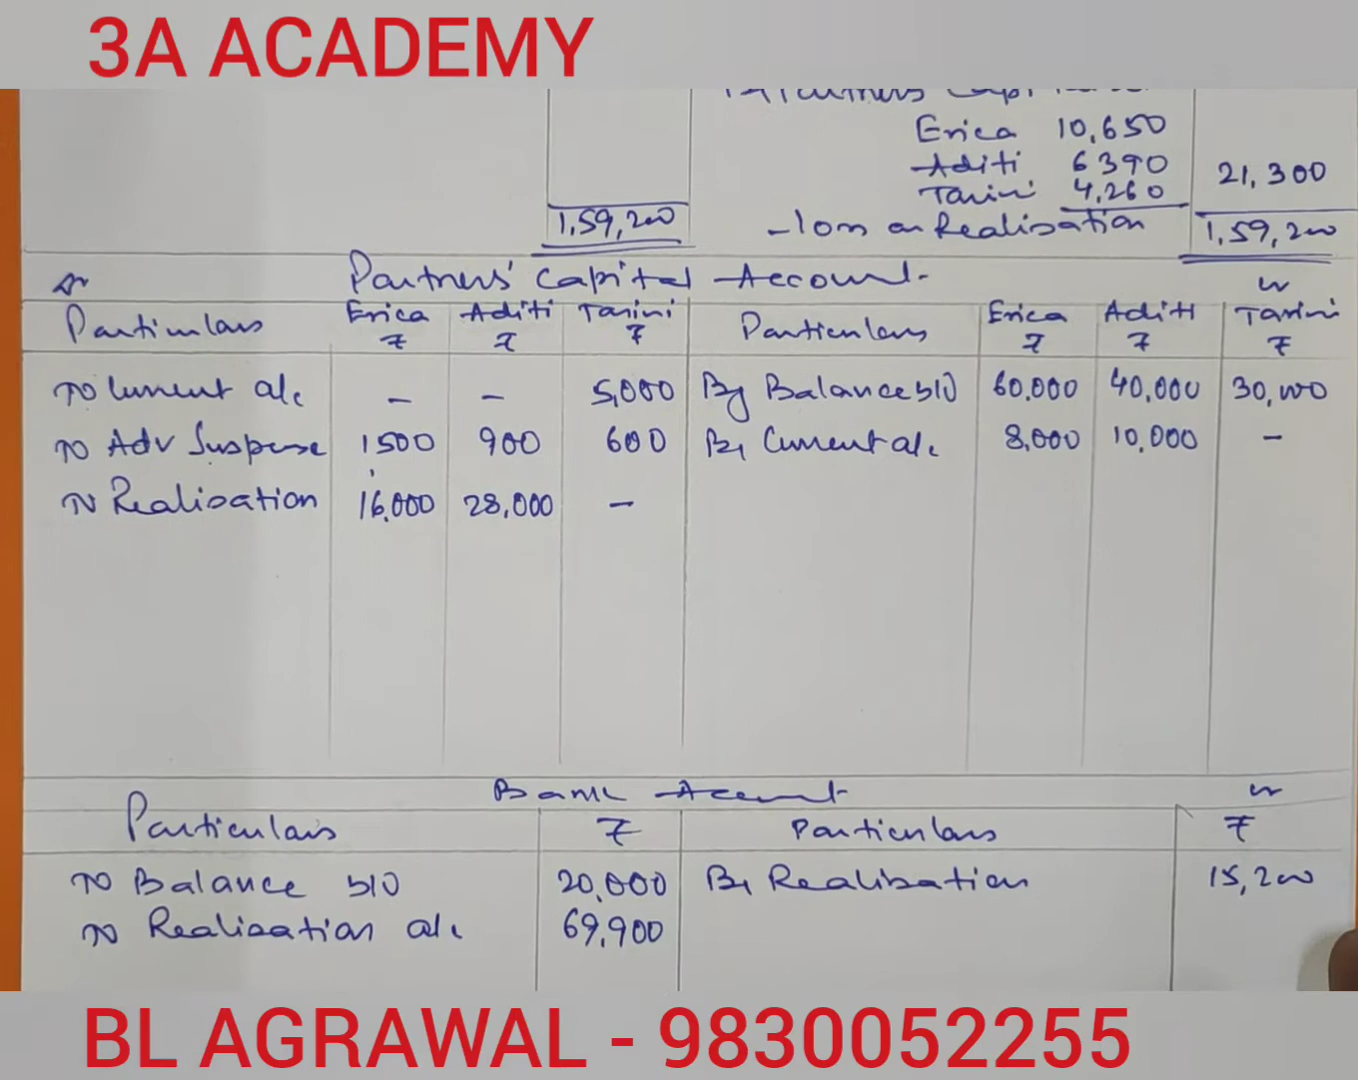 3A ACADEMY
Erica 10,650
Aditi 6390 21,300
Tarini 4,260
1,59,200 - loss on Realisation 1,59,200
Dr Partners' Capital Account Cr
Particulars Erica ₹ Aditi ₹ Tarini ₹ Particulars Erica ₹ Aditi ₹ Tarini ₹
To Current a/c - - 5,000 By Balance b/d 60,000 40,000 30,000
To Adv Suspense 1500 900 600 By Current a/c 8,000 10,000 -
To Realisation 16,000 28,000 -
Bank Account Cr
Particulars ₹ Particulars ₹
To Balance b/d 20,000 By Realisation 15,200
To Realisation a/c 69,900
BL AGRAWAL - 9830052255